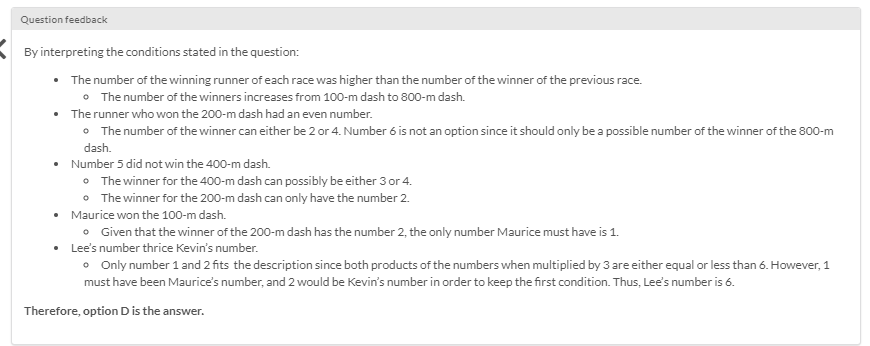 Question feedback
By interpreting the conditions stated in the question:
• The number of the winning runner of each race was higher than the number of the winner of the previous race.
○ The number of the winners increases from 100-m dash to 800-m dash.
• The runner who won the 200-m dash had an even number.
○ The number of the winner can either be 2 or 4. Number 6 is not an option since it should only be a possible number of the winner of the 800-m
dash.
• Number 5 did not win the 400-m dash.
○ The winner for the 400-m dash can possibly be either 3 or 4.
○ The winner for the 200-m dash can only have the number 2.
• Maurice won the 100-m dash.
○ Given that the winner of the 200-m dash has the number 2, the only number Maurice must have is 1.
• Lee's number thrice Kevin's number.
○ Only number 1 and 2 fits the description since both products of the numbers when multiplied by 3 are either equal or less than 6. However, 1
must have been Maurice's number, and 2 would be Kevin's number in order to keep the first condition. Thus, Lee's number is 6.
Therefore, option D is the answer.